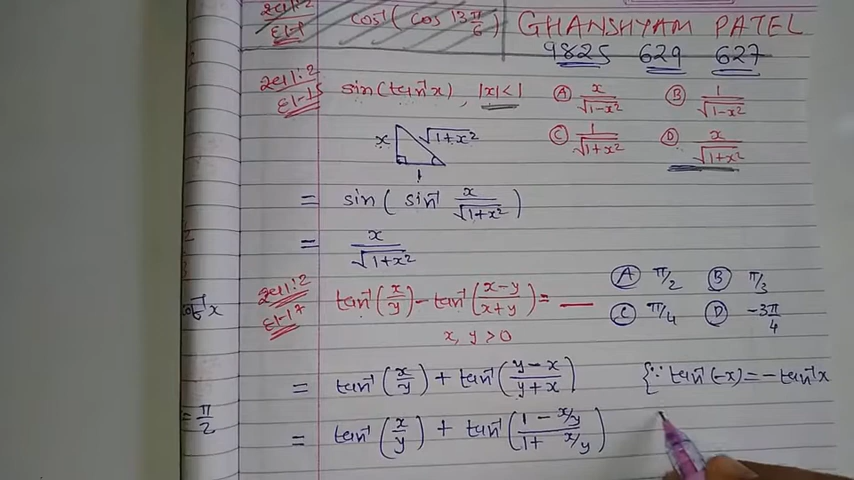 cos⁻¹(cos 13π/6) GHANSHYAM PATEL
9825 629 627
sin(tan⁻¹x), |x|<1 Ⓐ x/√(1-x²) Ⓑ 1/√(1-x²)
Ⓒ 1/√(1+x²) Ⓓ x/√(1+x²)
x √(1+x²)
1
= sin(sin⁻¹ x/√(1+x²))
= x/√(1+x²)
tan⁻¹(x/y) - tan⁻¹((x-y)/(x+y)) = __ Ⓐ π/2 Ⓑ π/3
x, y > 0 Ⓒ π/4 Ⓓ -3π/4
= tan⁻¹(x/y) + tan⁻¹((y-x)/(y+x)) {∵ tan⁻¹(-x) = -tan⁻¹x
= π/2
= tan⁻¹(x/y) + tan⁻¹((1 - x/y)/(1 + x/y))